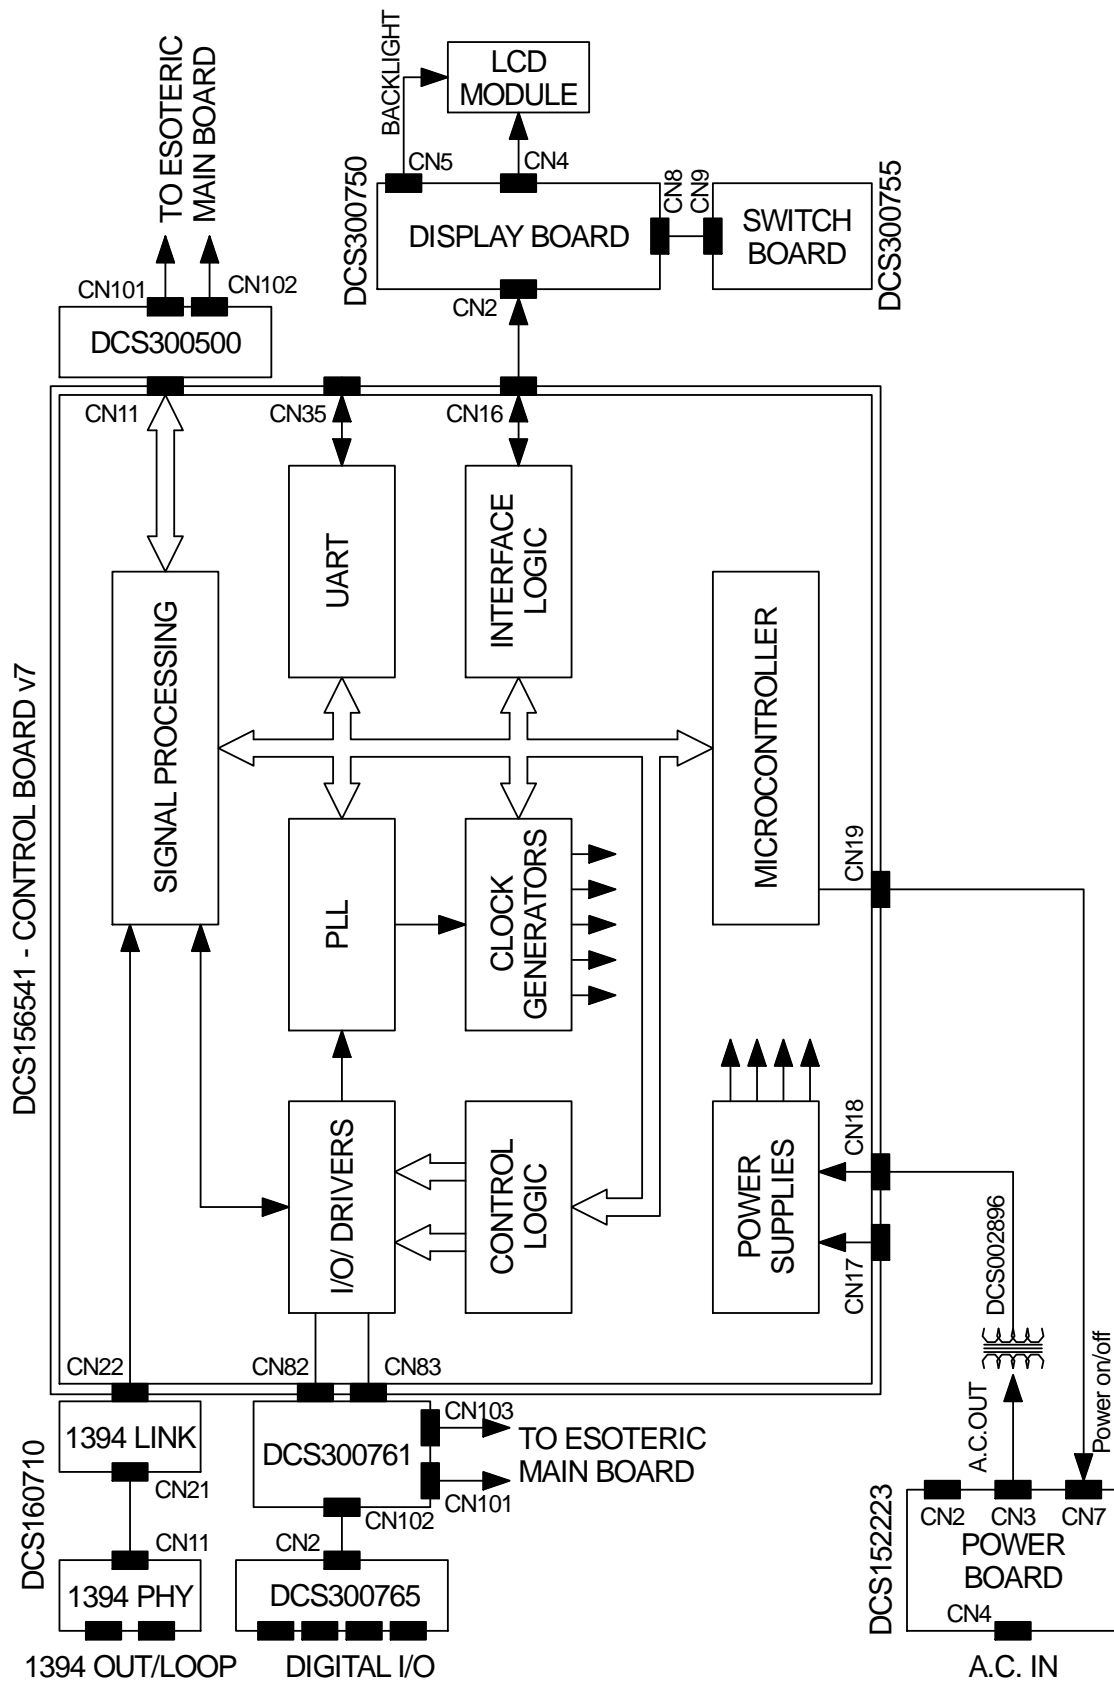 TO ESOTERIC
MAIN BOARD
BACKLIGHT
LCD
MODULE
CN5
CN4
DCS300750
DISPLAY BOARD
CN8
CN9
SWITCH
BOARD
DCS300755
CN101
CN102
DCS300500
CN2
CN11
CN35
CN16
DCS156541 - CONTROL BOARD v7
SIGNAL PROCESSING
UART
INTERFACE
LOGIC
MICROCONTROLLER
PLL
CLOCK
GENERATORS
CN19
I/O/ DRIVERS
CONTROL
LOGIC
POWER
SUPPLIES
CN18
CN17
DCS002896
CN22
CN82
CN83
1394 LINK
DCS300761
CN103
TO ESOTERIC
MAIN BOARD
CN101
A.C.OUT
Power on/off
DCS160710
CN21
CN102
CN11
CN2
1394 PHY
DCS300765
DCS152223
CN2
CN3
CN7
POWER
BOARD
CN4
1394 OUT/LOOP
DIGITAL I/O
A.C. IN